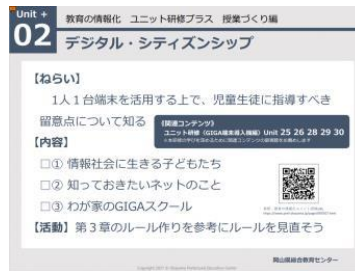 Unit +
02
教育の情報化 ユニット研修プラス 授業づくり編
デジタル・シティズンシップ
【ねらい】
1人1台端末を活用する上で、児童生徒に指導すべき
留意点について知る
【関連コンテンツ】
ユニット研修（GIGA端末導入機編）Unit 25 26 28 29 30
【内容】
□① 情報社会に生きる子どもたち
□② 知っておきたいネットのこと
□③ わが家のGIGAスクール
【活動】第３章のルール作りを参考にルールを見直そう
岡山県総合教育センター